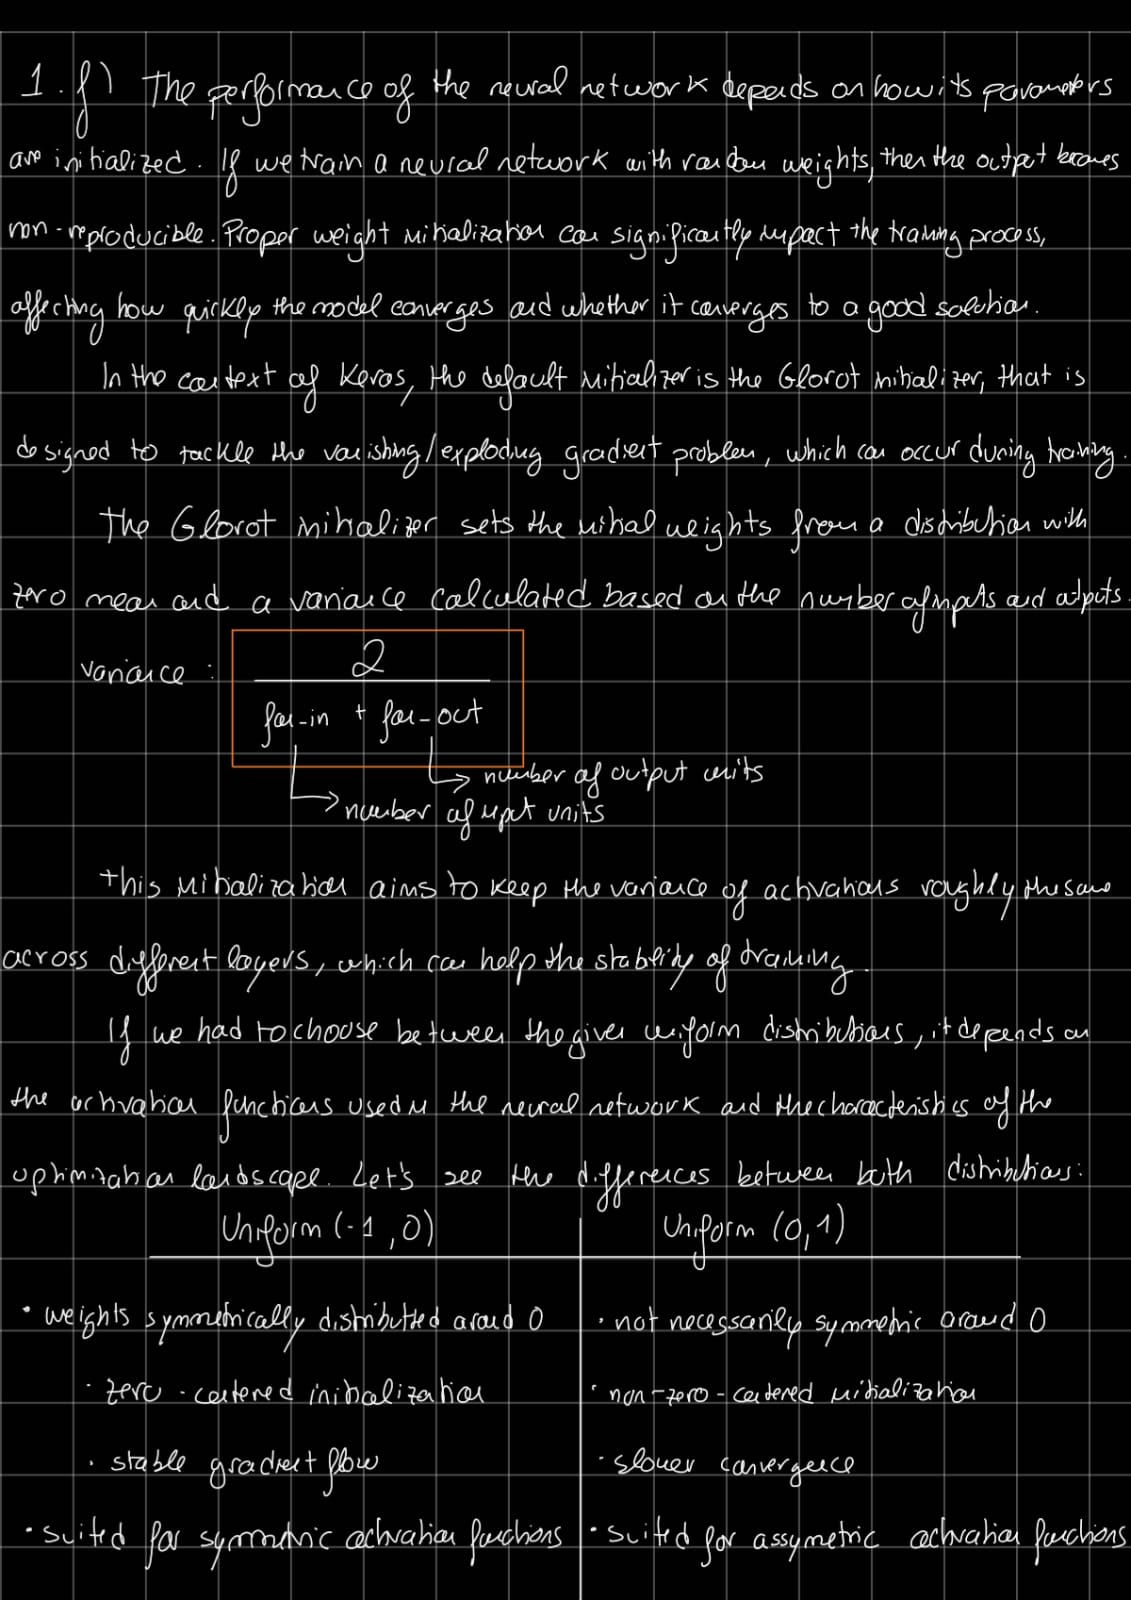 1. f) The performance of the neural network depends on how its parameters
are initialized. If we train a neural network with random weights, then the output becomes
non-reproducible. Proper weight initialization can significantly impact the training process,
affecting how quickly the model converges and whether it converges to a good solution.
In the context of Keras, the default initializer is the Glorot initializer, that is
designed to tackle the vanishing/exploding gradient problem, which can occur during training.
The Glorot initializer sets the initial weights from a distribution with
zero mean and a variance calculated based on the number of inputs and outputs.
variance : 2
fan-in + fan-out
number of output units
number of input units
This initialization aims to keep the variance of activations roughly the same
across different layers, which can help the stability of training.
If we had to choose between the given uniform distributions, it depends on
the activation functions used in the neural network and the characteristics of the
optimization landscape. Let's see the differences between both distributions:
Uniform (-1, 0) Uniform (0, 1)
• weights symmetrically distributted around 0 • not necessarily symmetric around 0
• zero-centered initialization • non-zero-centered initialization
• stable gradient flow • slower convergence
• suited for symmetric activation functions • suited for assymetric activation functions